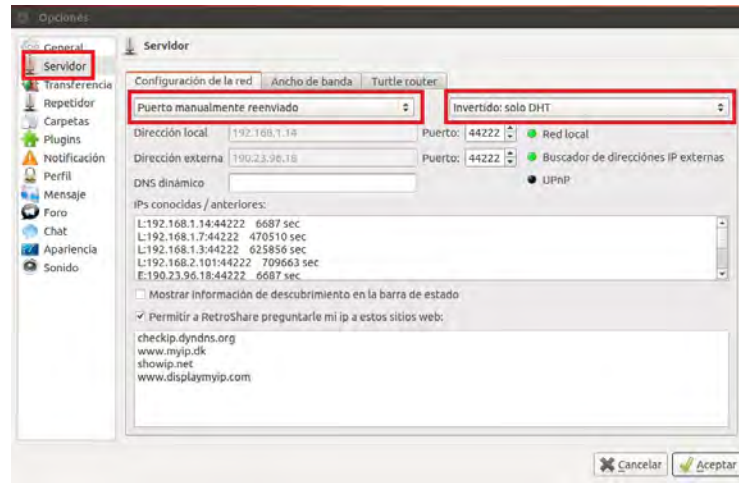 Opciones
General
Servidor
Transferencia
Repetidor
Carpetas
Plugins
Notificación
Perfil
Mensaje
Foro
Chat
Apariencia
Sonido
Servidor
Configuración de la red Ancho de banda Turtle router
Puerto manualmente reenviado Invertido: solo DHT
Dirección local 192.168.1.14 Puerto: 44222 Red local
Dirección externa 190.23.96.18 Puerto: 44222 Buscador de direcciónes IP externas
DNS dinámico UPnP
IPs conocidas / anteriores:
L:192.168.1.14:44222 6687 sec
L:192.168.1.7:44222 470510 sec
L:192.168.1.3:44222 625856 sec
L:192.168.2.101:44222 709663 sec
E:190.23.96.18:44222 6687 sec
Mostrar información de descubrimiento en la barra de estado
Permitir a RetroShare preguntarle mi ip a estos sitios web:
checkip.dyndns.org
www.myip.dk
showip.net
www.displaymyip.com
Cancelar Aceptar